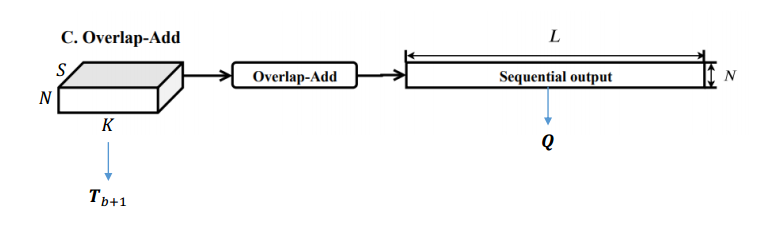 C. Overlap-Add
L
S
Overlap-Add
Sequential output
N
N
K
Q
T_{b+1}